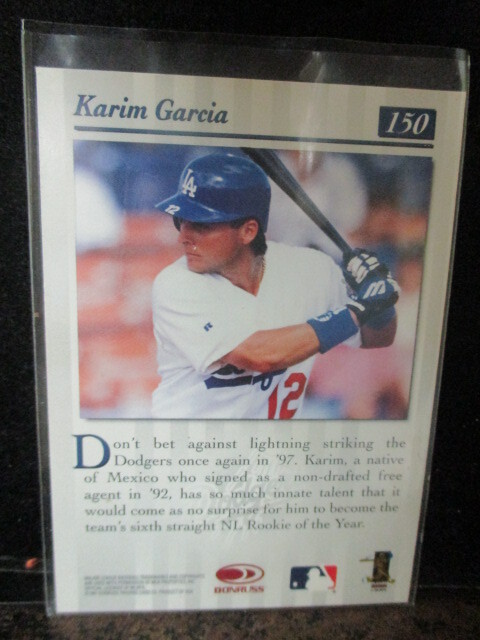 Karim Garcia
150
LA
12
12
Don't bet against lightning striking the
Dodgers once again in '97. Karim, a native
of Mexico who signed as a non-drafted free
agent in '92, has so much innate talent that it
would come as no surprise for him to become the
team's sixth straight NL Rookie of the Year.
DONRUSS